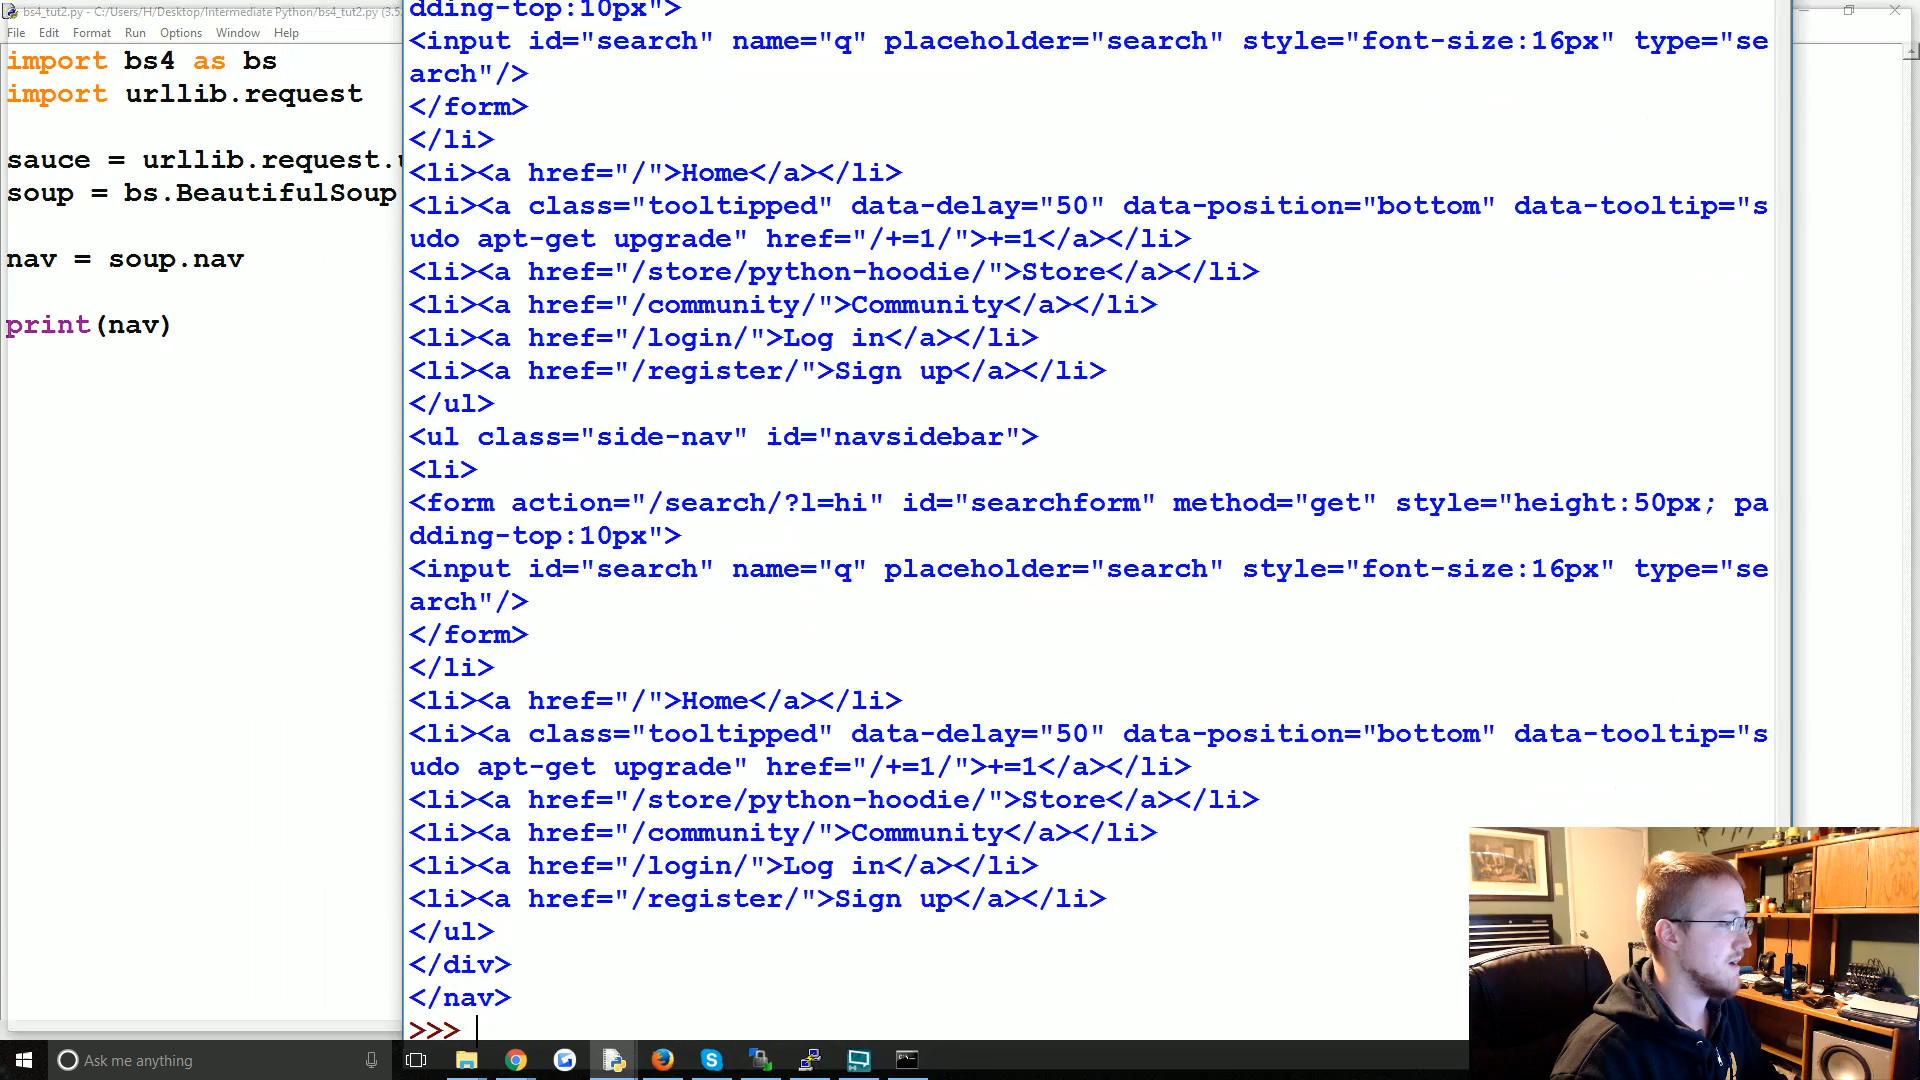 bs4_tut2.py - C:/Users/H/Desktop/Intermediate Python/bs4_tut2.py (3.5.
File Edit Format Run Options Window Help
import bs4 as bs
import urllib.request
sauce = urllib.request.
soup = bs.BeautifulSoup
nav = soup.nav
print(nav)
dding-top:10px">
<input id="search" name="q" placeholder="search" style="font-size:16px" type="se
arch"/>
</form>
</li>
<li><a href="/">Home</a></li>
<li><a class="tooltipped" data-delay="50" data-position="bottom" data-tooltip="s
udo apt-get upgrade" href="/+=1/">+=1</a></li>
<li><a href="/store/python-hoodie/">Store</a></li>
<li><a href="/community/">Community</a></li>
<li><a href="/login/">Log in</a></li>
<li><a href="/register/">Sign up</a></li>
</ul>
<ul class="side-nav" id="navsidebar">
<li>
<form action="/search/?l=hi" id="searchform" method="get" style="height:50px; pa
dding-top:10px">
<input id="search" name="q" placeholder="search" style="font-size:16px" type="se
arch"/>
</form>
</li>
<li><a href="/">Home</a></li>
<li><a class="tooltipped" data-delay="50" data-position="bottom" data-tooltip="s
udo apt-get upgrade" href="/+=1/">+=1</a></li>
<li><a href="/store/python-hoodie/">Store</a></li>
<li><a href="/community/">Community</a></li>
<li><a href="/login/">Log in</a></li>
<li><a href="/register/">Sign up</a></li>
</ul>
</div>
</nav>
>>>
Ask me anything